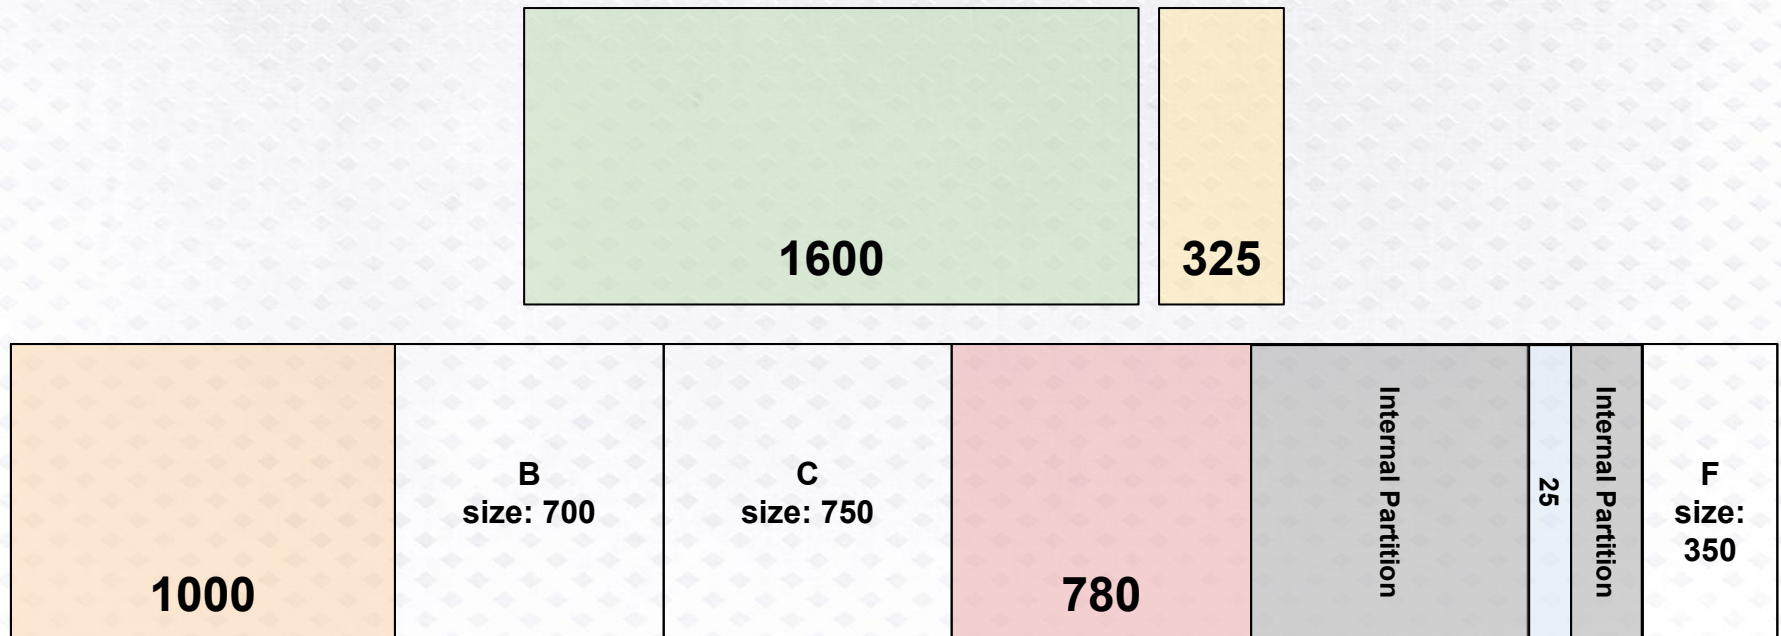 1600
325
1000
B
size: 700
C
size: 750
780
Internal Partition
25
Internal Partition
F
size:
350